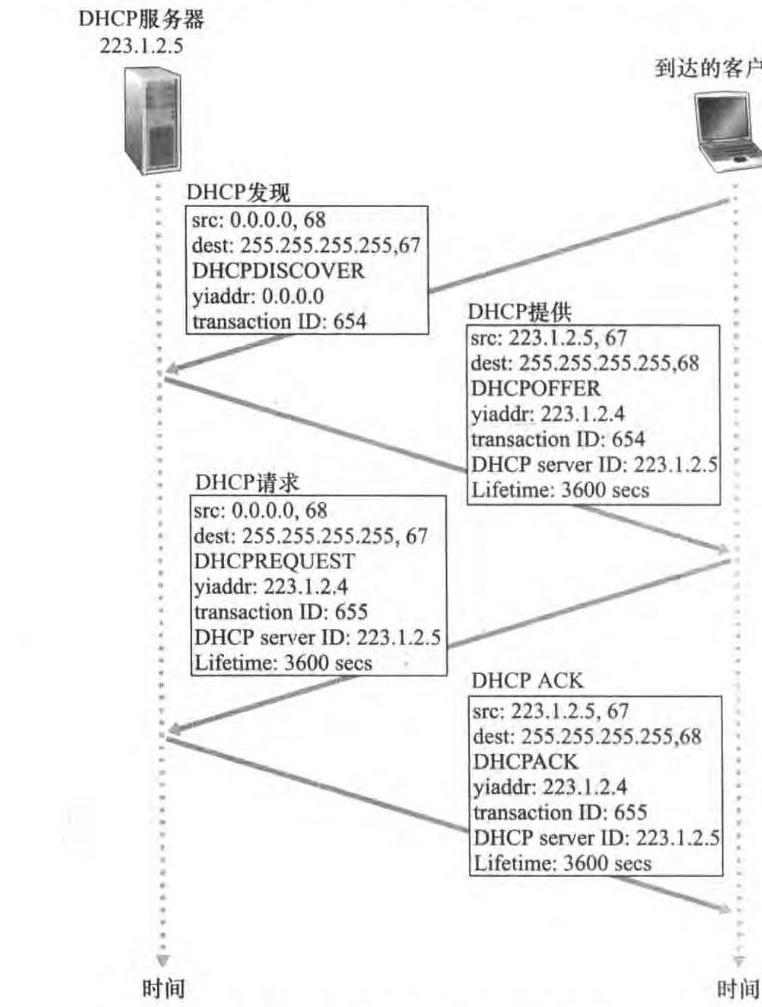 DHCP服务器
223.1.2.5
到达的客户
DHCP发现
src: 0.0.0.0, 68
dest: 255.255.255.255,67
DHCPDISCOVER
yiaddr: 0.0.0.0
transaction ID: 654
DHCP提供
src: 223.1.2.5, 67
dest: 255.255.255.255,68
DHCPOFFER
yiaddr: 223.1.2.4
transaction ID: 654
DHCP server ID: 223.1.2.5
Lifetime: 3600 secs
DHCP请求
src: 0.0.0.0, 68
dest: 255.255.255.255, 67
DHCPREQUEST
yiaddr: 223.1.2.4
transaction ID: 655
DHCP server ID: 223.1.2.5
Lifetime: 3600 secs
DHCP ACK
src: 223.1.2.5, 67
dest: 255.255.255.255,68
DHCPACK
yiaddr: 223.1.2.4
transaction ID: 655
DHCP server ID: 223.1.2.5
Lifetime: 3600 secs
时间
时间